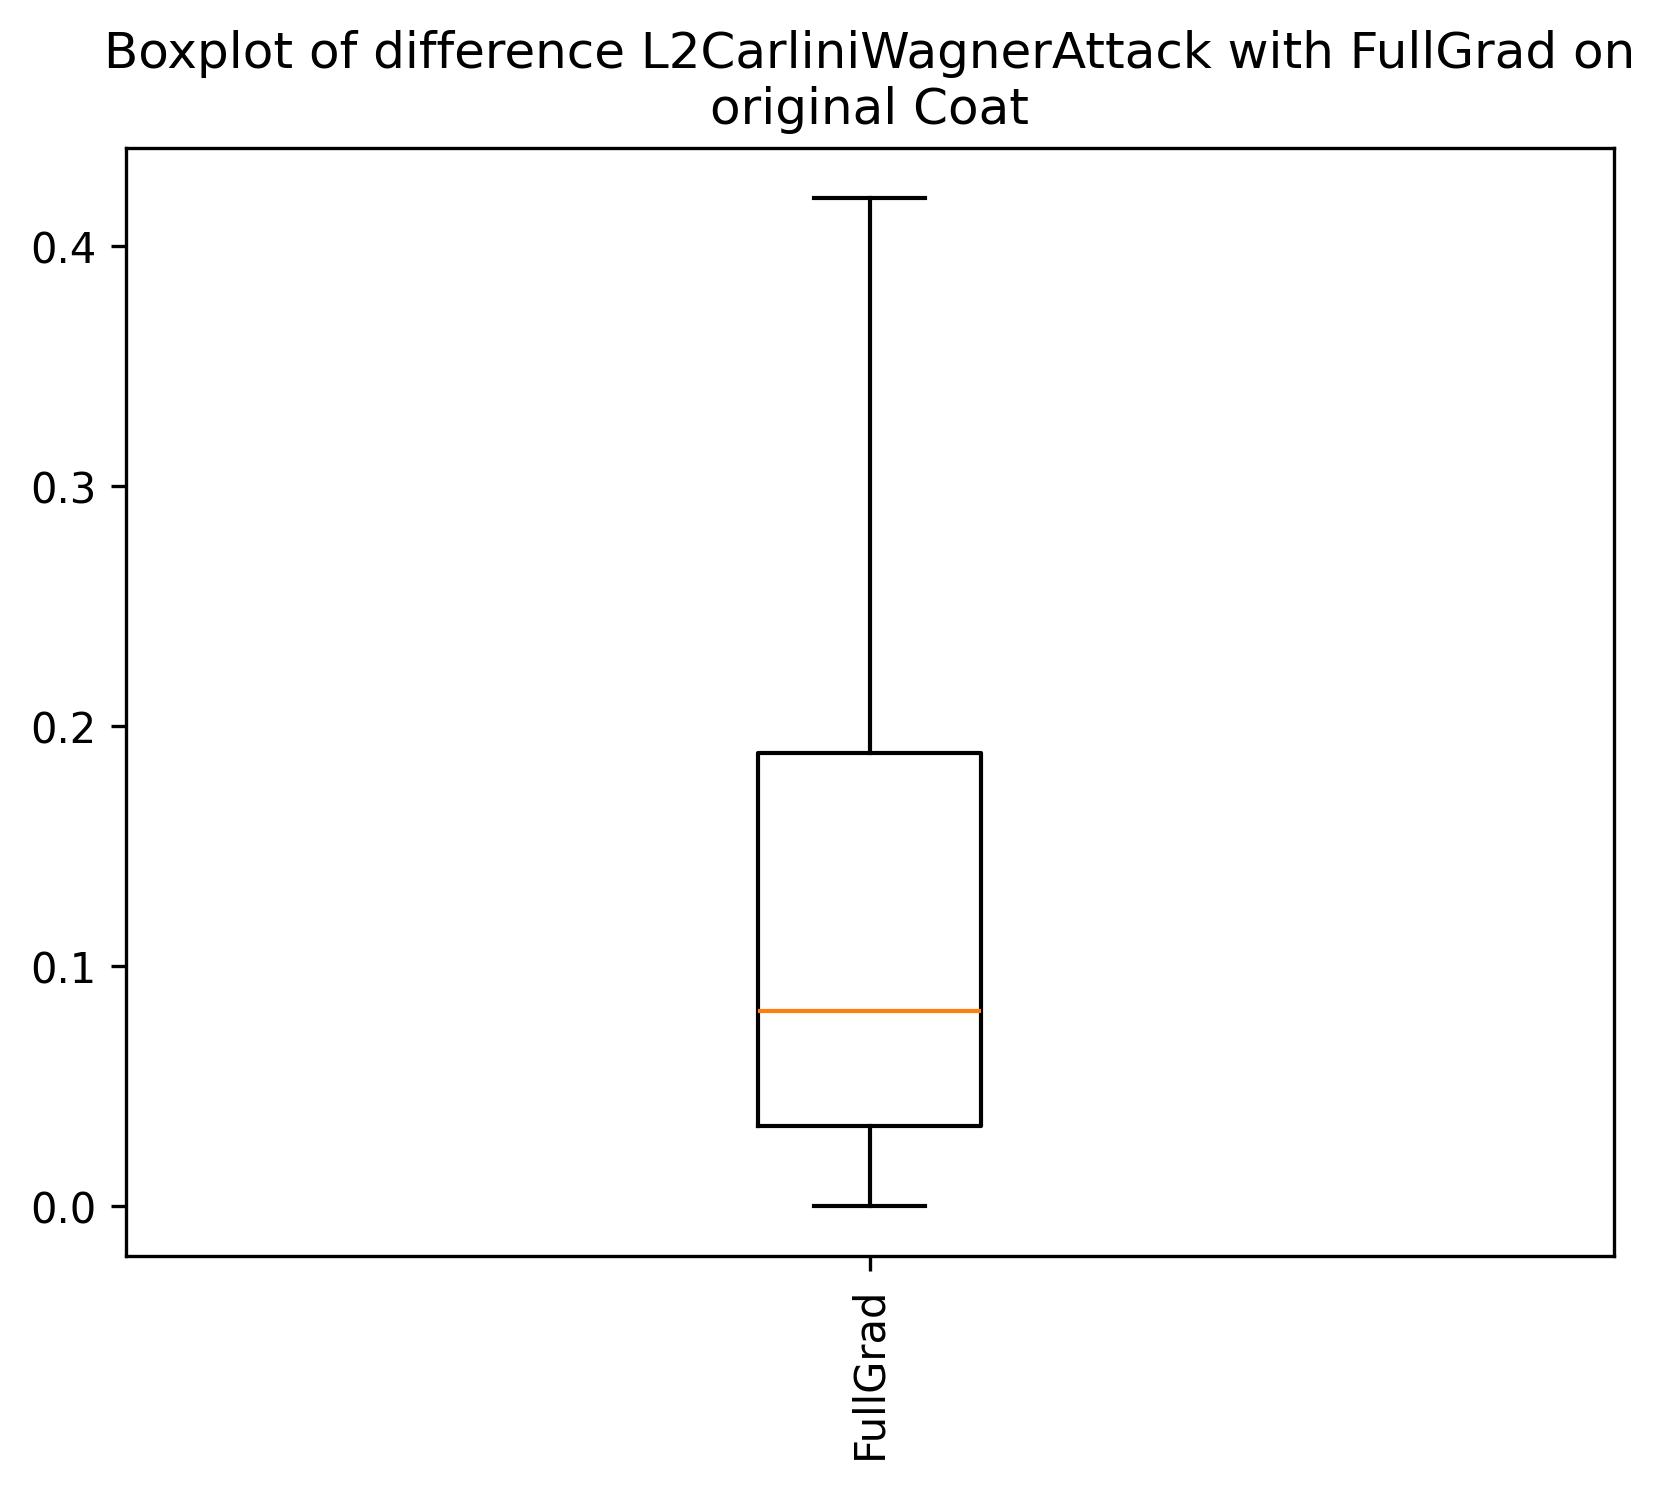 Boxplot of difference L2CarliniWagnerAttack with FullGrad on
original Coat
0.4
0.3
0.2
0.1
0.0
FullGrad